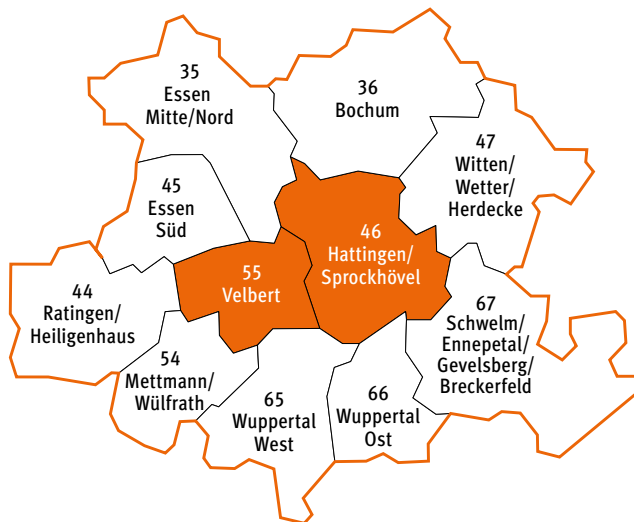 35
Essen
Mitte/Nord
36
Bochum
47
Witten/
Wetter/
Herdecke
45
Essen
Süd
46
Hattingen/
Sprockhövel
55
Velbert
44
Ratingen/
Heiligenhaus
67
Schwelm/
Ennepetal/
Gevelsberg/
Breckerfeld
54
Mettmann/
Wülfrath
65
Wuppertal
West
66
Wuppertal
Ost